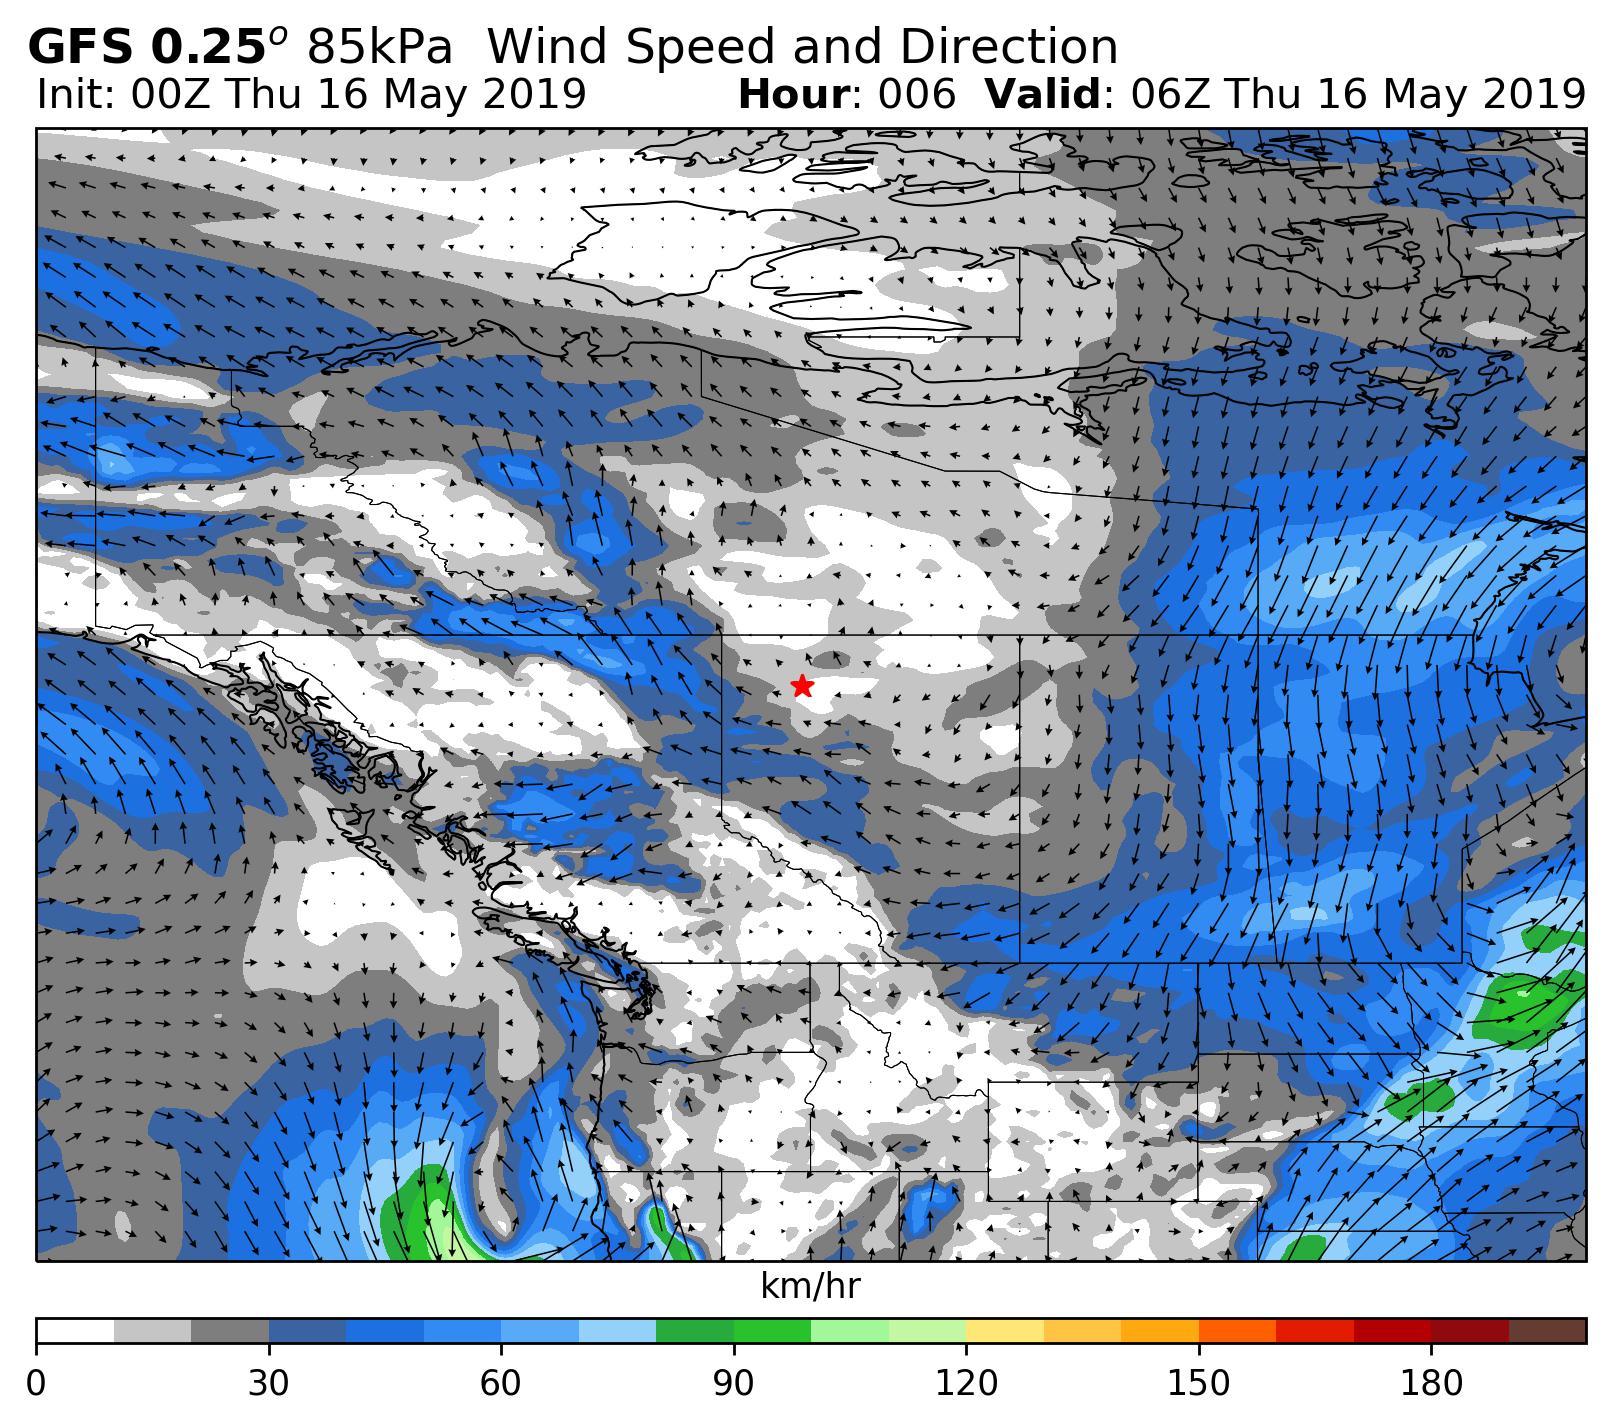 GFS 0.25° 85kPa Wind Speed and Direction
Init: 00Z Thu 16 May 2019 Hour: 006 Valid: 06Z Thu 16 May 2019
km/hr
0 30 60 90 120 150 180